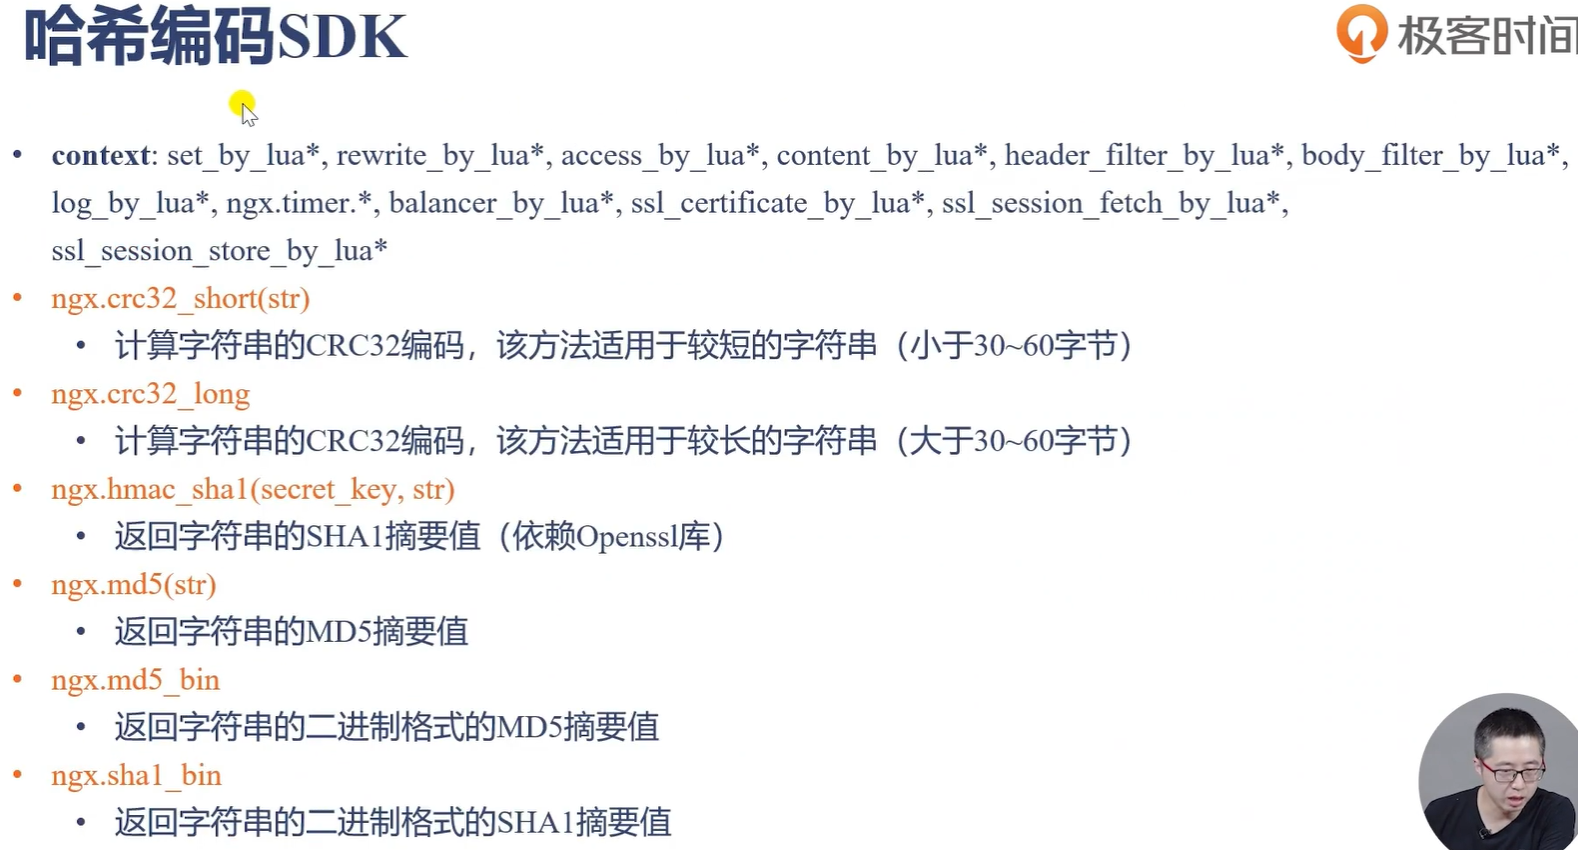 哈希编码SDK
极客时间
• context: set_by_lua*, rewrite_by_lua*, access_by_lua*, content_by_lua*, header_filter_by_lua*, body_filter_by_lua*,
log_by_lua*, ngx.timer.*, balancer_by_lua*, ssl_certificate_by_lua*, ssl_session_fetch_by_lua*,
ssl_session_store_by_lua*
• ngx.crc32_short(str)
• 计算字符串的CRC32编码，该方法适用于较短的字符串（小于30~60字节）
• ngx.crc32_long
• 计算字符串的CRC32编码，该方法适用于较长的字符串（大于30~60字节）
• ngx.hmac_sha1(secret_key, str)
• 返回字符串的SHA1摘要值（依赖Openssl库）
• ngx.md5(str)
• 返回字符串的MD5摘要值
• ngx.md5_bin
• 返回字符串的二进制格式的MD5摘要值
• ngx.sha1_bin
• 返回字符串的二进制格式的SHA1摘要值